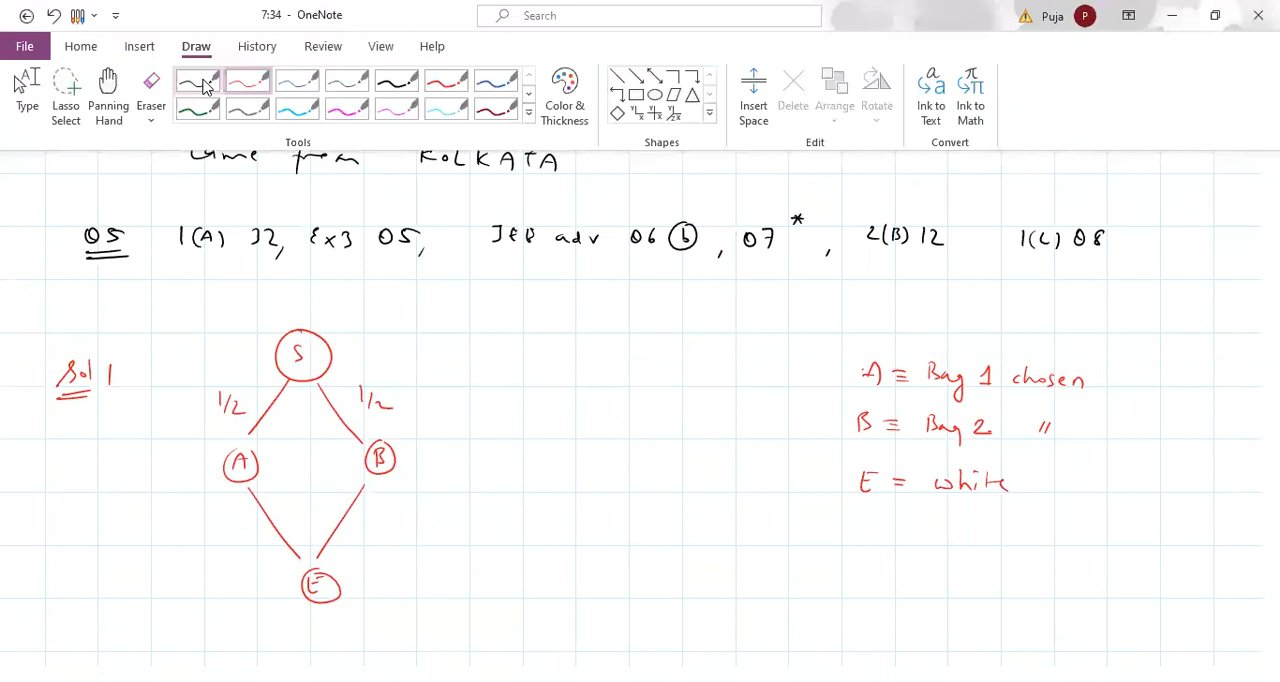 7:34 - OneNote
Search
Puja
P
File Home Insert Draw History Review View Help
Type
Lasso Select
Panning Hand
Eraser
Color & Thickness
Insert Space
Delete
Arrange
Rotate
Ink to Text
Ink to Math
Tools
Shapes
Edit
Convert
came from KOLKATA
05 1(A) 32, Ex3 05, JEE adv 06 (b), 07*, 2(B) 12 1(C) 08
Sol 1
S
1/2 1/2
A B
E
A ≡ Bag 1 chosen
B ≡ Bag 2 "
E = white